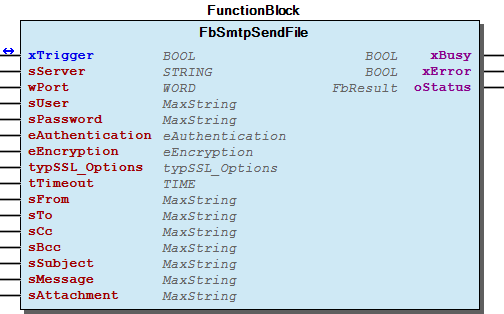 FunctionBlock
FbSmtpSendFile
xTrigger BOOL BOOL xBusy
sServer STRING BOOL xError
wPort WORD FbResult oStatus
sUser MaxString
sPassword MaxString
eAuthentication eAuthentication
eEncryption eEncryption
typSSL_Options typSSL_Options
tTimeout TIME
sFrom MaxString
sTo MaxString
sCc MaxString
sBcc MaxString
sSubject MaxString
sMessage MaxString
sAttachment MaxString